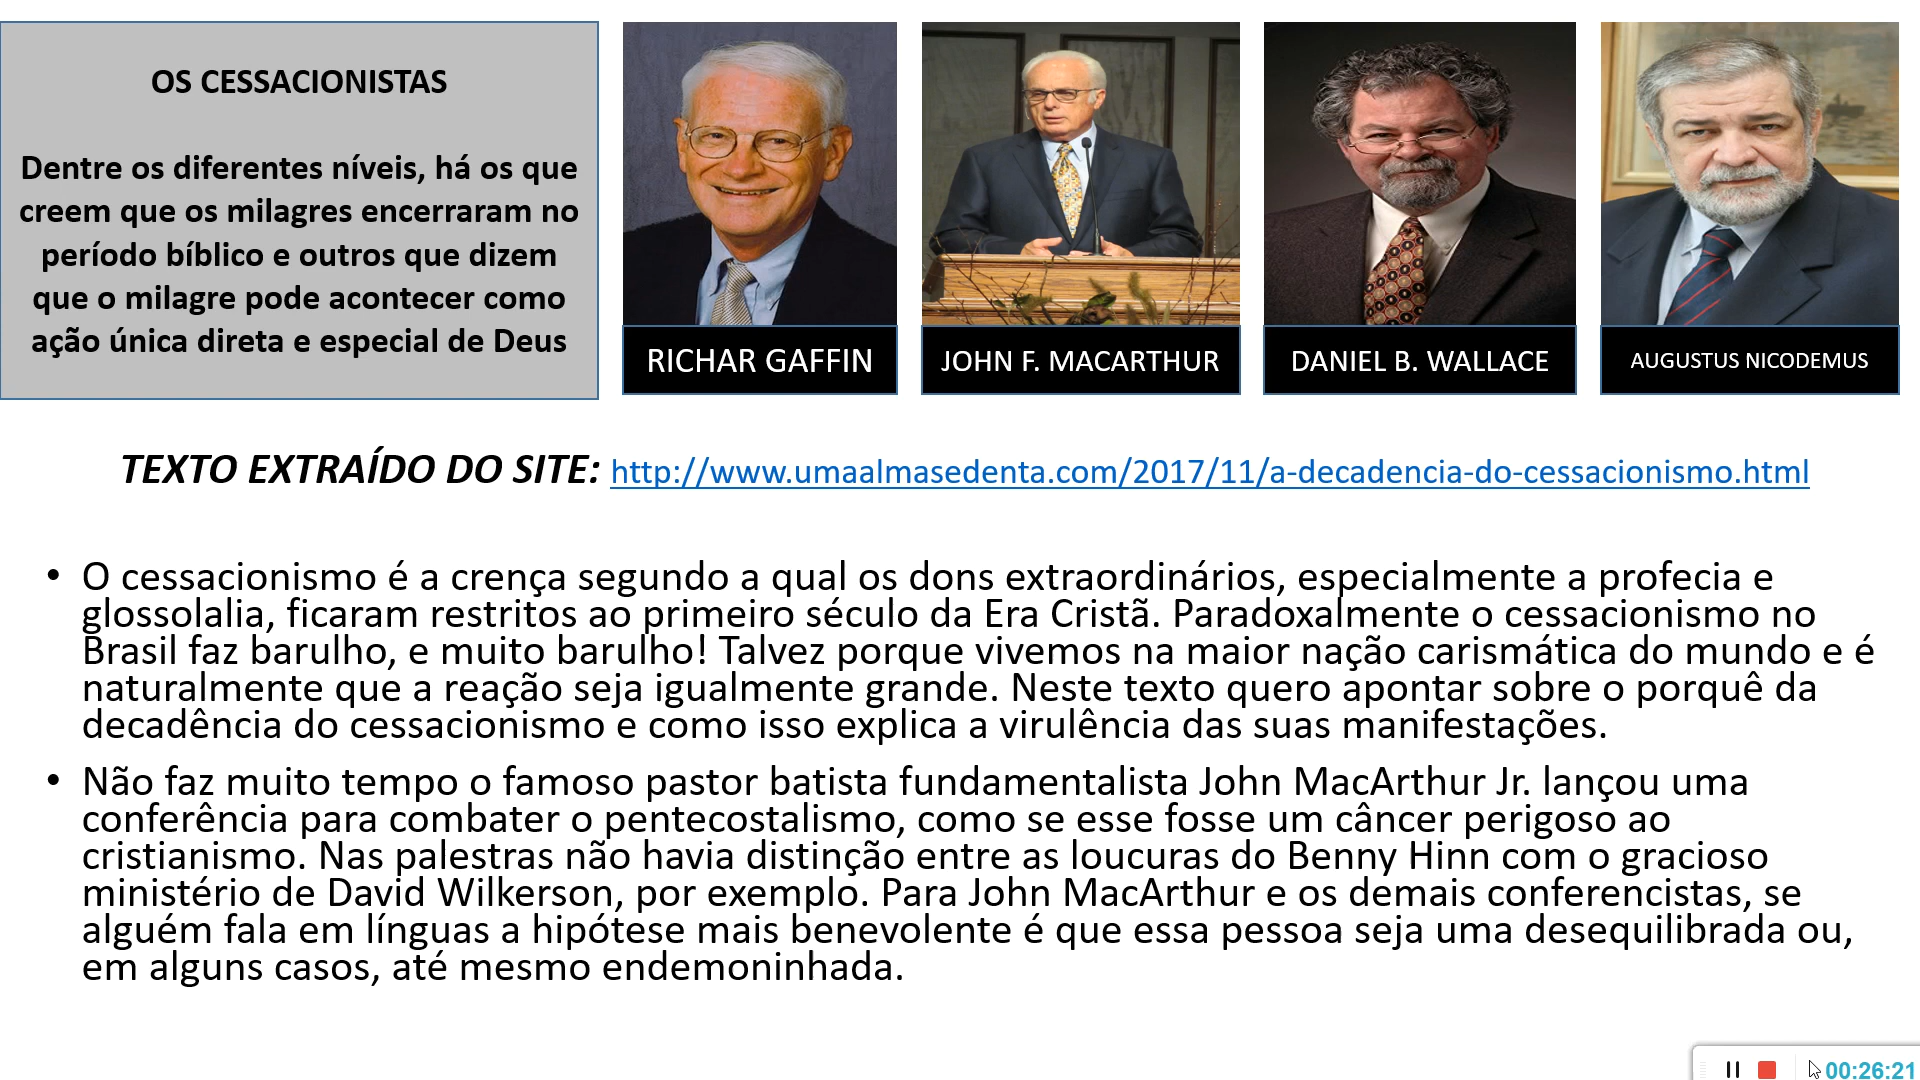 OS CESSACIONISTAS
Dentre os diferentes níveis, há os que
creem que os milagres encerraram no
período bíblico e outros que dizem
que o milagre pode acontecer como
ação única direta e especial de Deus
RICHAR GAFFIN
JOHN F. MACARTHUR
DANIEL B. WALLACE
AUGUSTUS NICODEMUS
TEXTO EXTRAÍDO DO SITE: http://www.umaalmasedenta.com/2017/11/a-decadencia-do-cessacionismo.html
• O cessacionismo é a crença segundo a qual os dons extraordinários, especialmente a profecia e
glossolalia, ficaram restritos ao primeiro século da Era Cristã. Paradoxalmente o cessacionismo no
Brasil faz barulho, e muito barulho! Talvez porque vivemos na maior nação carismática do mundo e é
naturalmente que a reação seja igualmente grande. Neste texto quero apontar sobre o porquê da
decadência do cessacionismo e como isso explica a virulência das suas manifestações.
• Não faz muito tempo o famoso pastor batista fundamentalista John MacArthur Jr. lançou uma
conferência para combater o pentecostalismo, como se esse fosse um câncer perigoso ao
cristianismo. Nas palestras não havia distinção entre as loucuras do Benny Hinn com o gracioso
ministério de David Wilkerson, por exemplo. Para John MacArthur e os demais conferencistas, se
alguém fala em línguas a hipótese mais benevolente é que essa pessoa seja uma desequilibrada ou,
em alguns casos, até mesmo endemoninhada.
00:26:21